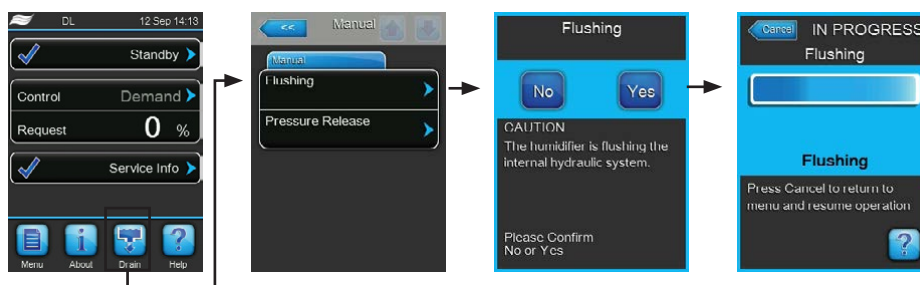 DL 12 Sep 14:13
Standby
Control Demand
Request 0 %
Service Info
Menu About Drain Help
<< Manual
Manual
Flushing
Pressure Release
Flushing
No Yes
CAUTION
The humidifier is flushing the
internal hydraulic system.
Please Confirm
No or Yes
Cancel IN PROGRESS
Flushing
Flushing
Press Cancel to return to
menu and resume operation
?